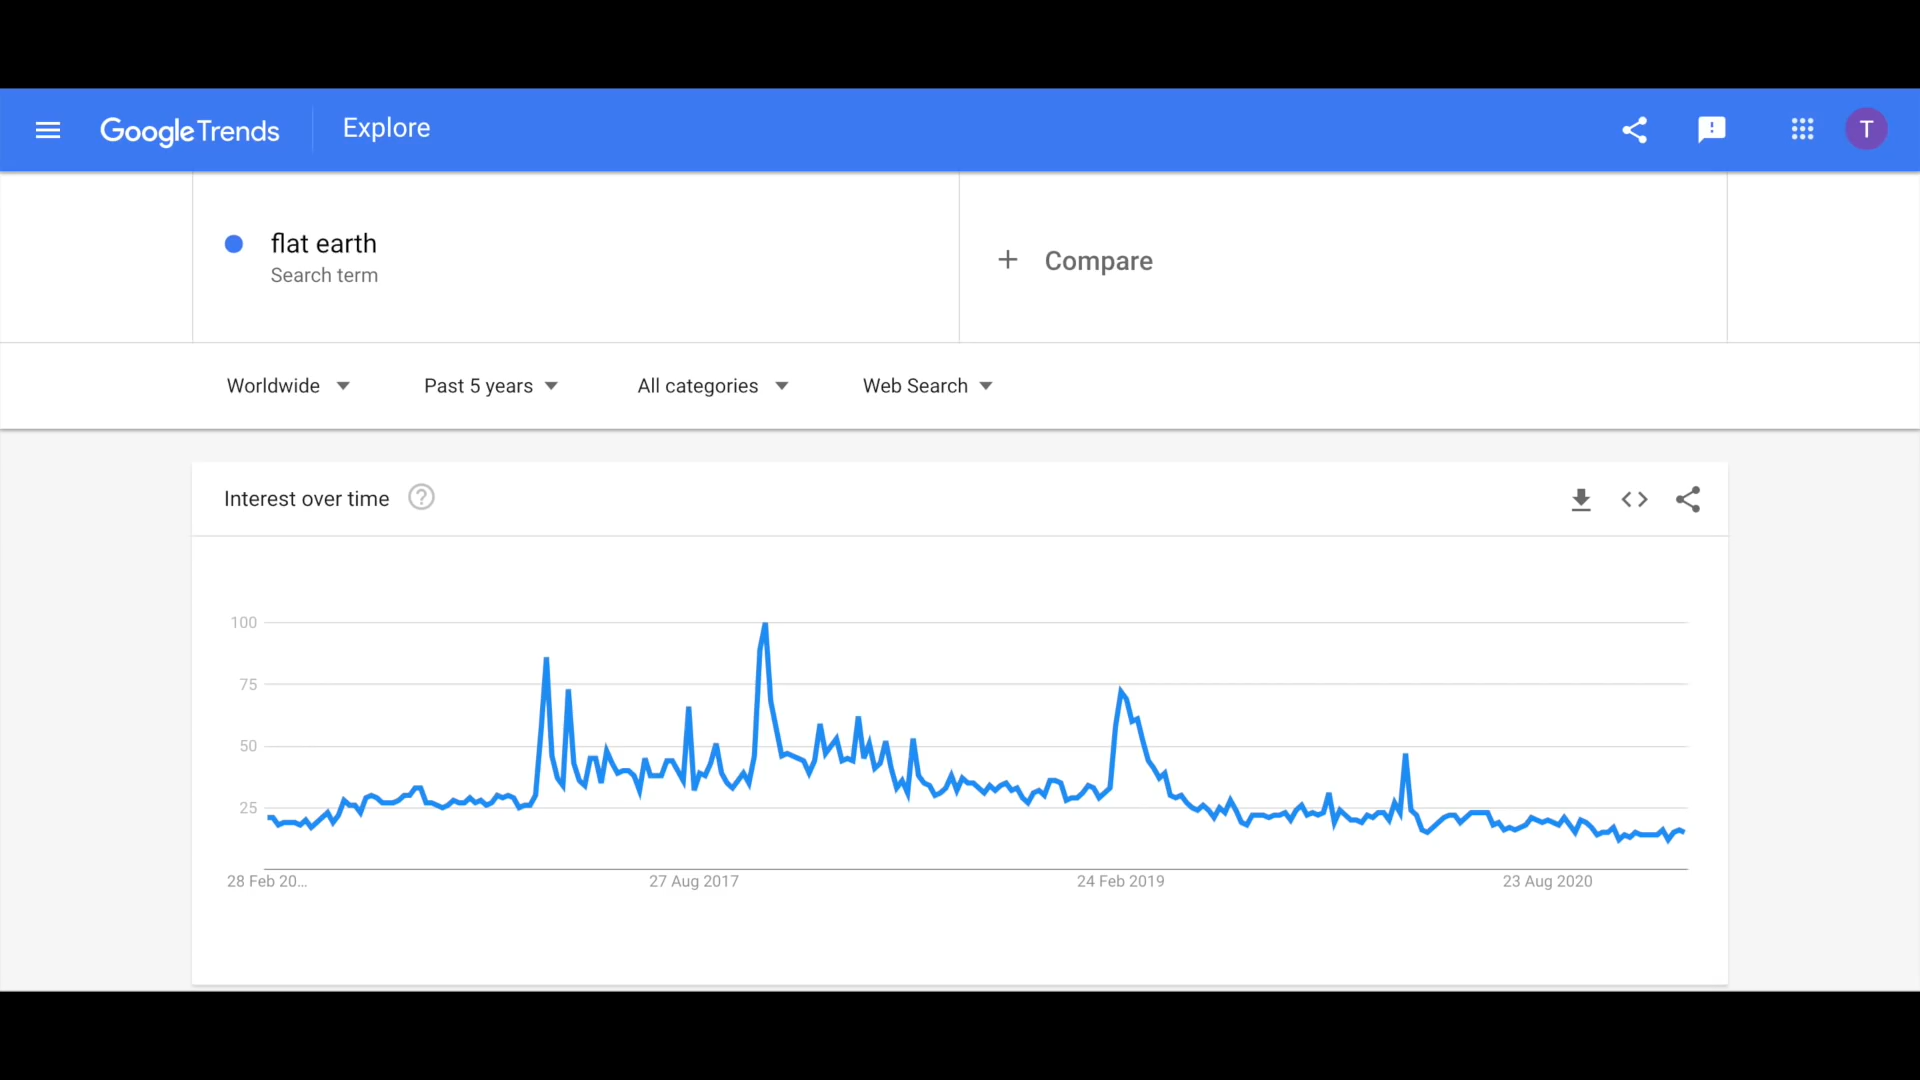 Google Trends Explore
T
flat earth
Search term
+ Compare
Worldwide Past 5 years All categories Web Search
Interest over time ?
100
75
50
25
28 Feb 20... 27 Aug 2017 24 Feb 2019 23 Aug 2020